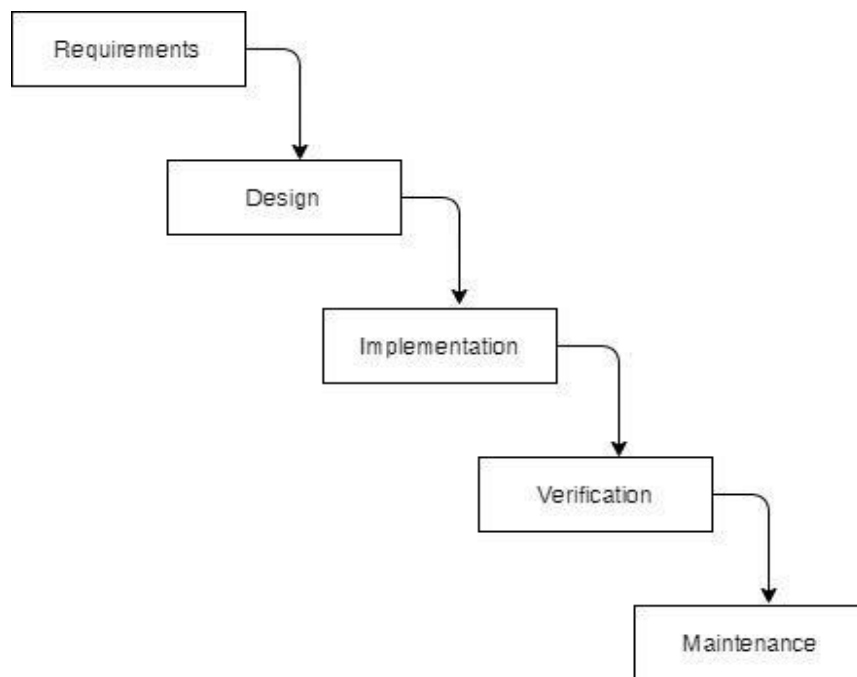 Requirements
Design
Implementation
Verification
Maintenance